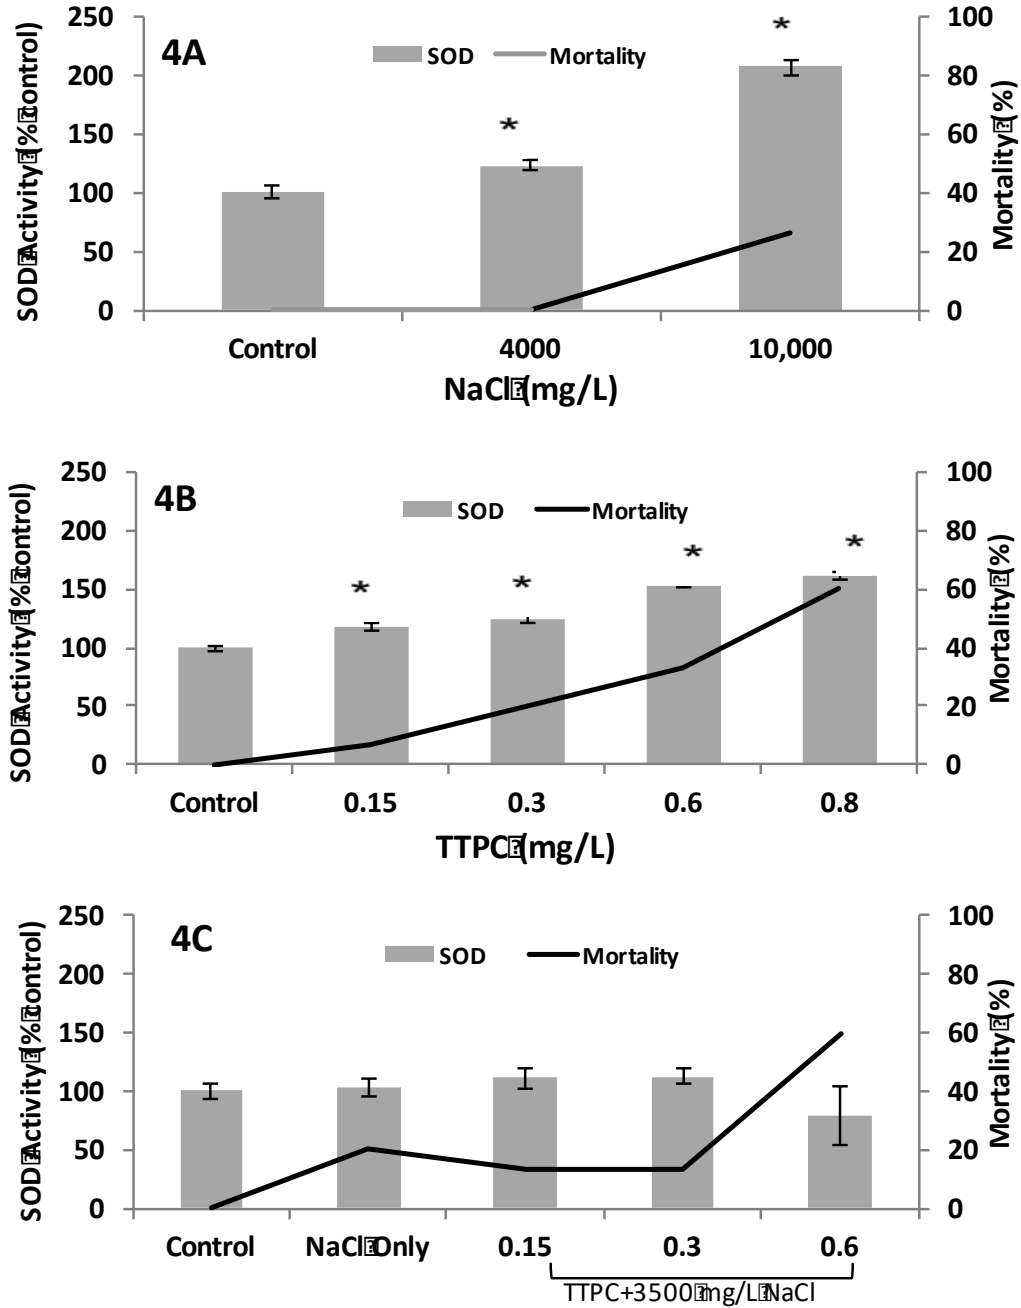 4A
SOD Mortality
SOD Activity (% control)
250
200
150
100
50
0
100
80
60
40
20
0
Mortality (%)
*
*
Control 4000 10,000
NaCl (mg/L)
4B
SOD Mortality
SOD Activity (% control)
250
200
150
100
50
0
100
80
60
40
20
0
Mortality (%)
* * * *
Control 0.15 0.3 0.6 0.8
TTPC (mg/L)
4C
SOD Mortality
SOD Activity (% control)
250
200
150
100
50
0
100
80
60
40
20
0
Mortality (%)
Control NaCl Only 0.15 0.3 0.6
TTPC+3500 mg/L NaCl